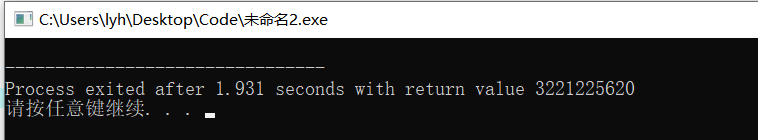 C:\Users\lyh\Desktop\Code\未命名2.exe
--------------------------------
Process exited after 1.931 seconds with return value 3221225620
请按任意键继续. . .